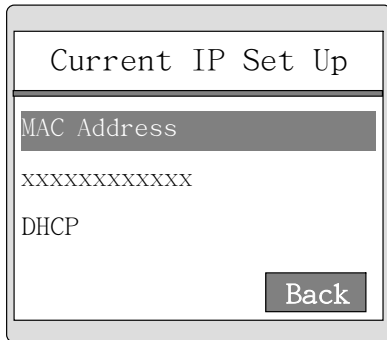 Current IP Set Up
MAC Address
xxxxxxxxxxxx
DHCP
Back